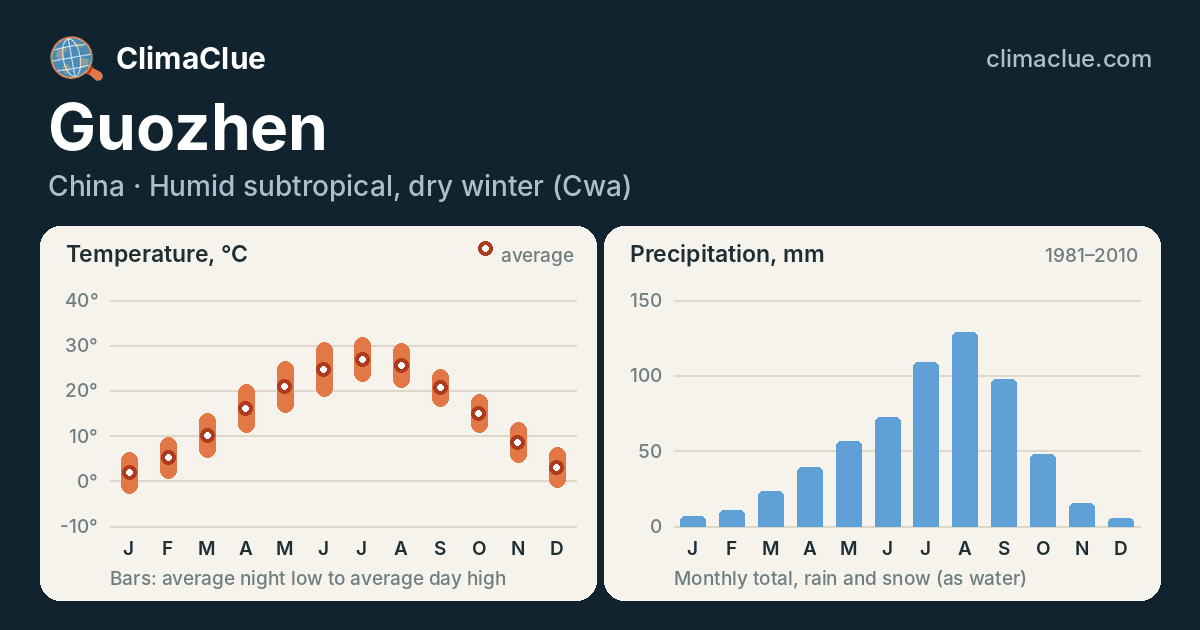 ClimaClue
climaclue.com
Guozhen
China · Humid subtropical, dry winter (Cwa)
Temperature, °C
average
40°
30°
20°
10°
0°
-10°
J F M A M J J A S O N D
Bars: average night low to average day high
Precipitation, mm
1981–2010
150
100
50
0
J F M A M J J A S O N D
Monthly total, rain and snow (as water)